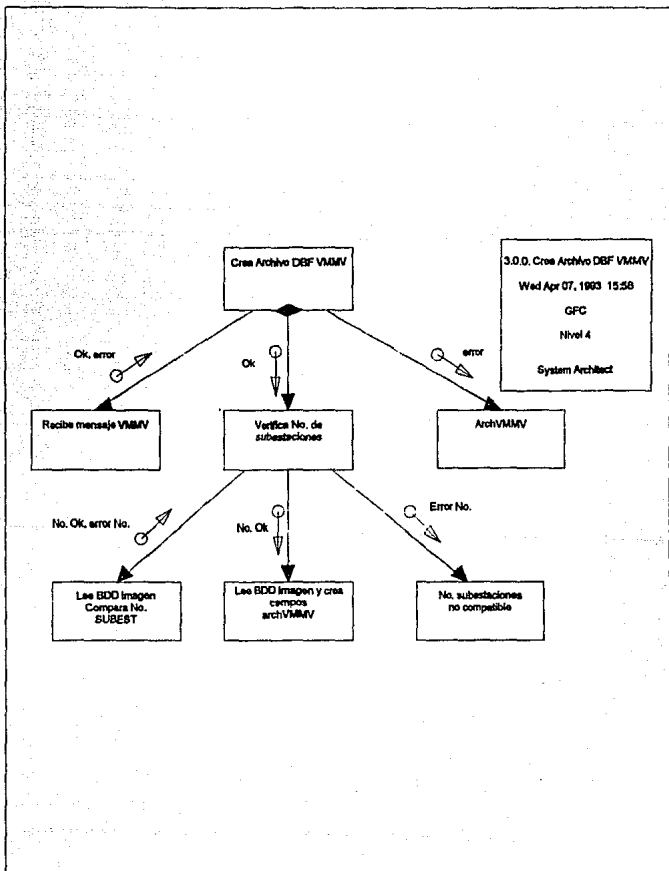 Crea Archivo DBF VMMV
3.0.0. Crea Archivo DBF VMMV
Wed Apr 07, 1993 15:58
GFC
Nivel 4
System Architect
Ok, error
Ok
error
Recibe mensaje VMMV
Verifica No. de
subestaciones
ArchVMMV
No. Ok, error No.
No. Ok
Error No.
Lee BDD Imagen
Compara No.
SUBEST
Lee BDD Imagen y crea
campos
archVMMV
No. subestaciones
no compatible